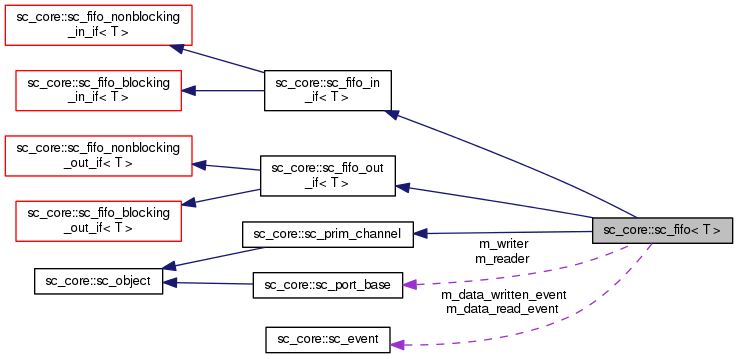 sc_core::sc_fifo_nonblocking
_in_if< T >
sc_core::sc_fifo_blocking
_in_if< T >
sc_core::sc_fifo_in
_if< T >
sc_core::sc_fifo_nonblocking
_out_if< T >
sc_core::sc_fifo_blocking
_out_if< T >
sc_core::sc_fifo_out
_if< T >
sc_core::sc_prim_channel
sc_core::sc_object
sc_core::sc_port_base
sc_core::sc_event
sc_core::sc_fifo< T >
m_writer
m_reader
m_data_written_event
m_data_read_event